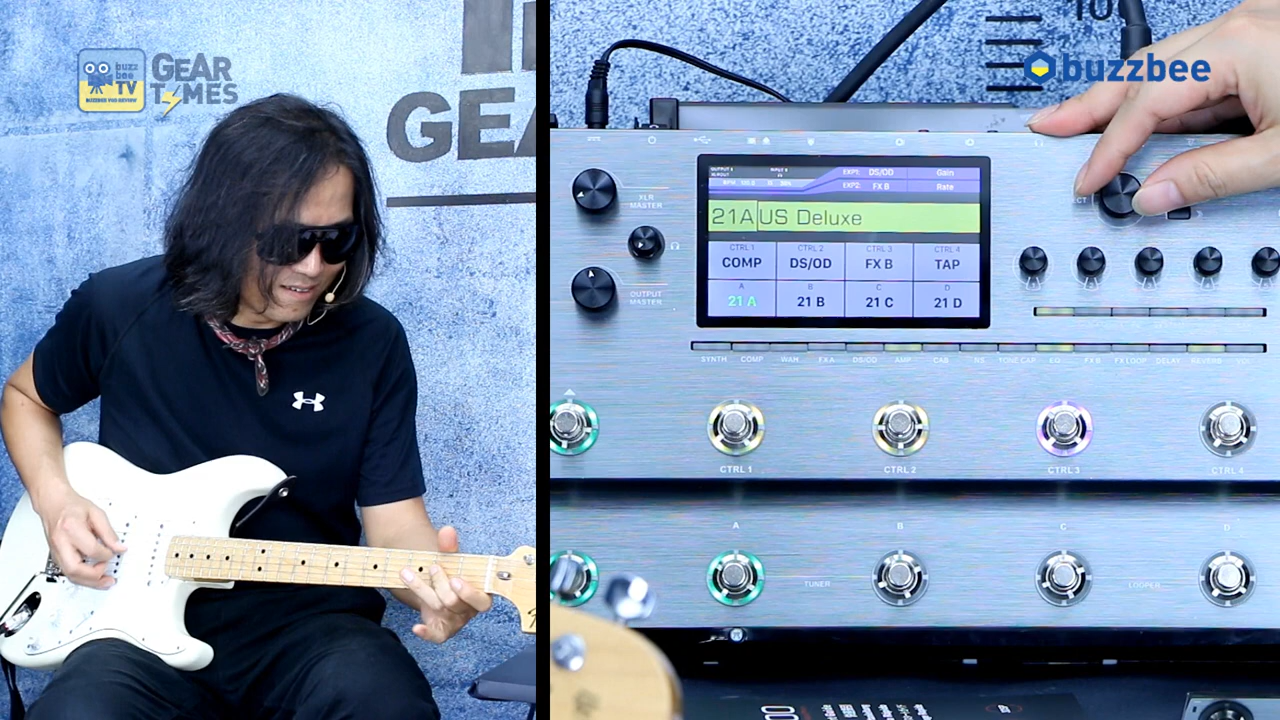 buzz
bee
TV
BUZZBEE VDO REVIEW
GEAR
TIMES
GEA
buzzbee
XLR
MASTER
OUTPUT
MASTER
EXP1: DS/OD Gain
EXP2: FX B Rate
21A US Deluxe
CTRL 1 CTRL 2 CTRL 3 CTRL 4
COMP DS/OD FX B TAP
A B C D
21 A 21 B 21 C 21 D
SYNTH COMP WAH FX A DS/OD AMP CAB NS TONE CAP EQ FX B FX LOOP DELAY REVERB VOL
CTRL 1 CTRL 2 CTRL 3 CTRL 4
A B C D
TUNER LOOPER